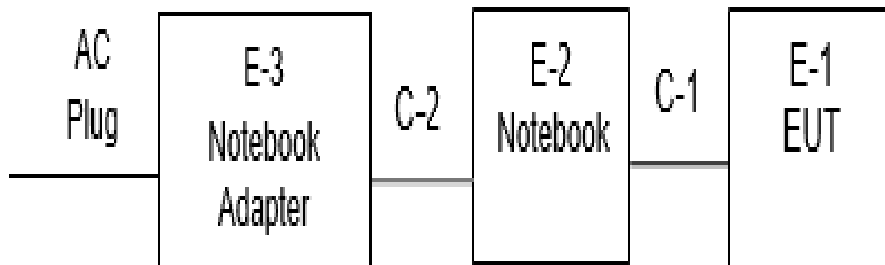 AC
Plug
E-3
Notebook
Adapter
C-2
E-2
Notebook
C-1
E-1
EUT